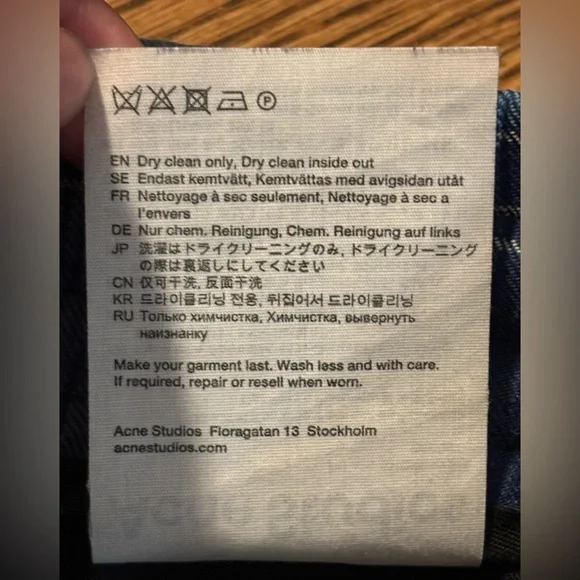 P
EN Dry clean only, Dry clean inside out
SE Endast kemtvätt, Kemtvättas med avigsidan utåt
FR Nettoyage à sec seulement, Nettoyage à sec a
l'envers
DE Nur chem. Reinigung, Chem. Reinigung auf links
JP 洗濯はドライクリーニングのみ, ドライクリーニング
の際は裏返しにしてください
CN 仅可干洗, 反面干洗
KR 드라이클리닝 전용, 뒤집어서 드라이클리닝
RU Только химчистка, Химчистка, вывернуть
наизнанку
Make your garment last. Wash less and with care.
If required, repair or resell when worn.
Acne Studios Floragatan 13 Stockholm
acnestudios.com